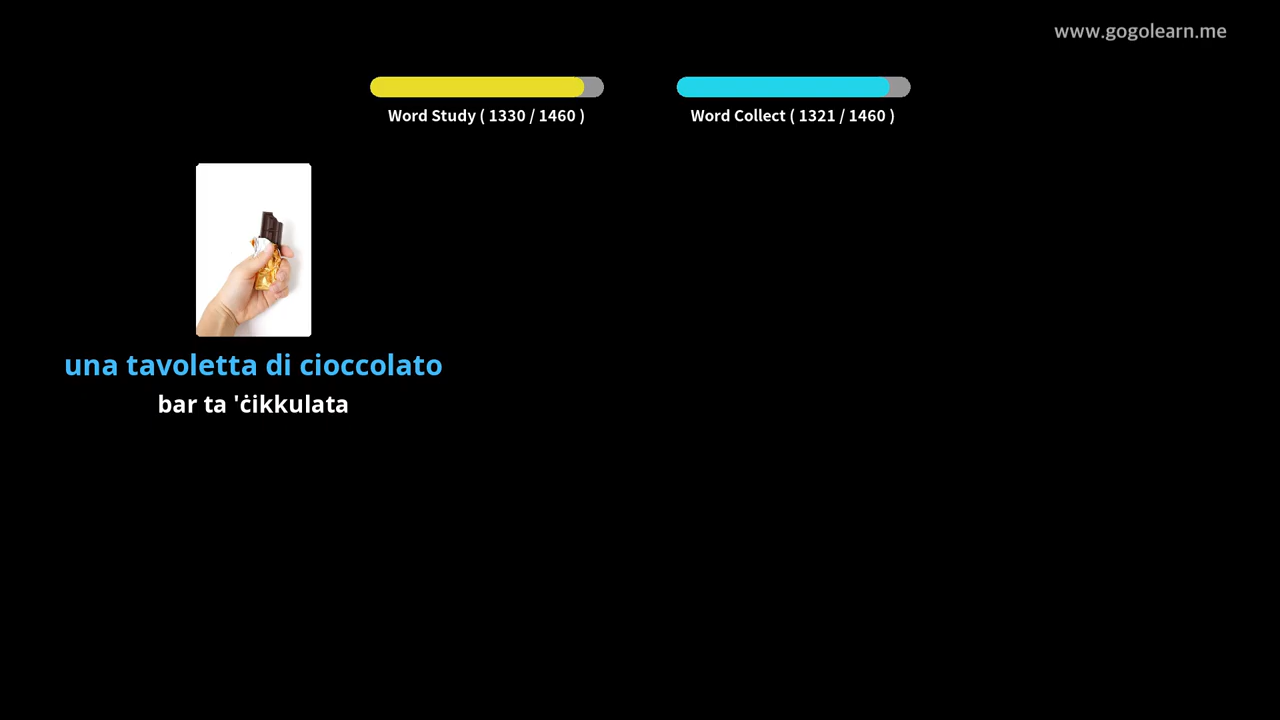 www.gogolearn.me
Word Study ( 1330 / 1460 )
Word Collect ( 1321 / 1460 )
una tavoletta di cioccolato
bar ta 'ċikkulata